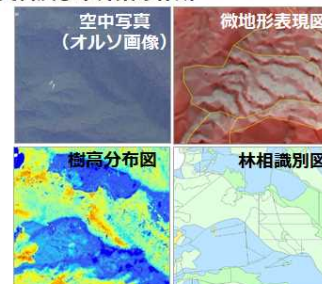 空中写真
（オルソ画像）
微地形表現図
樹高分布図
林相識別図